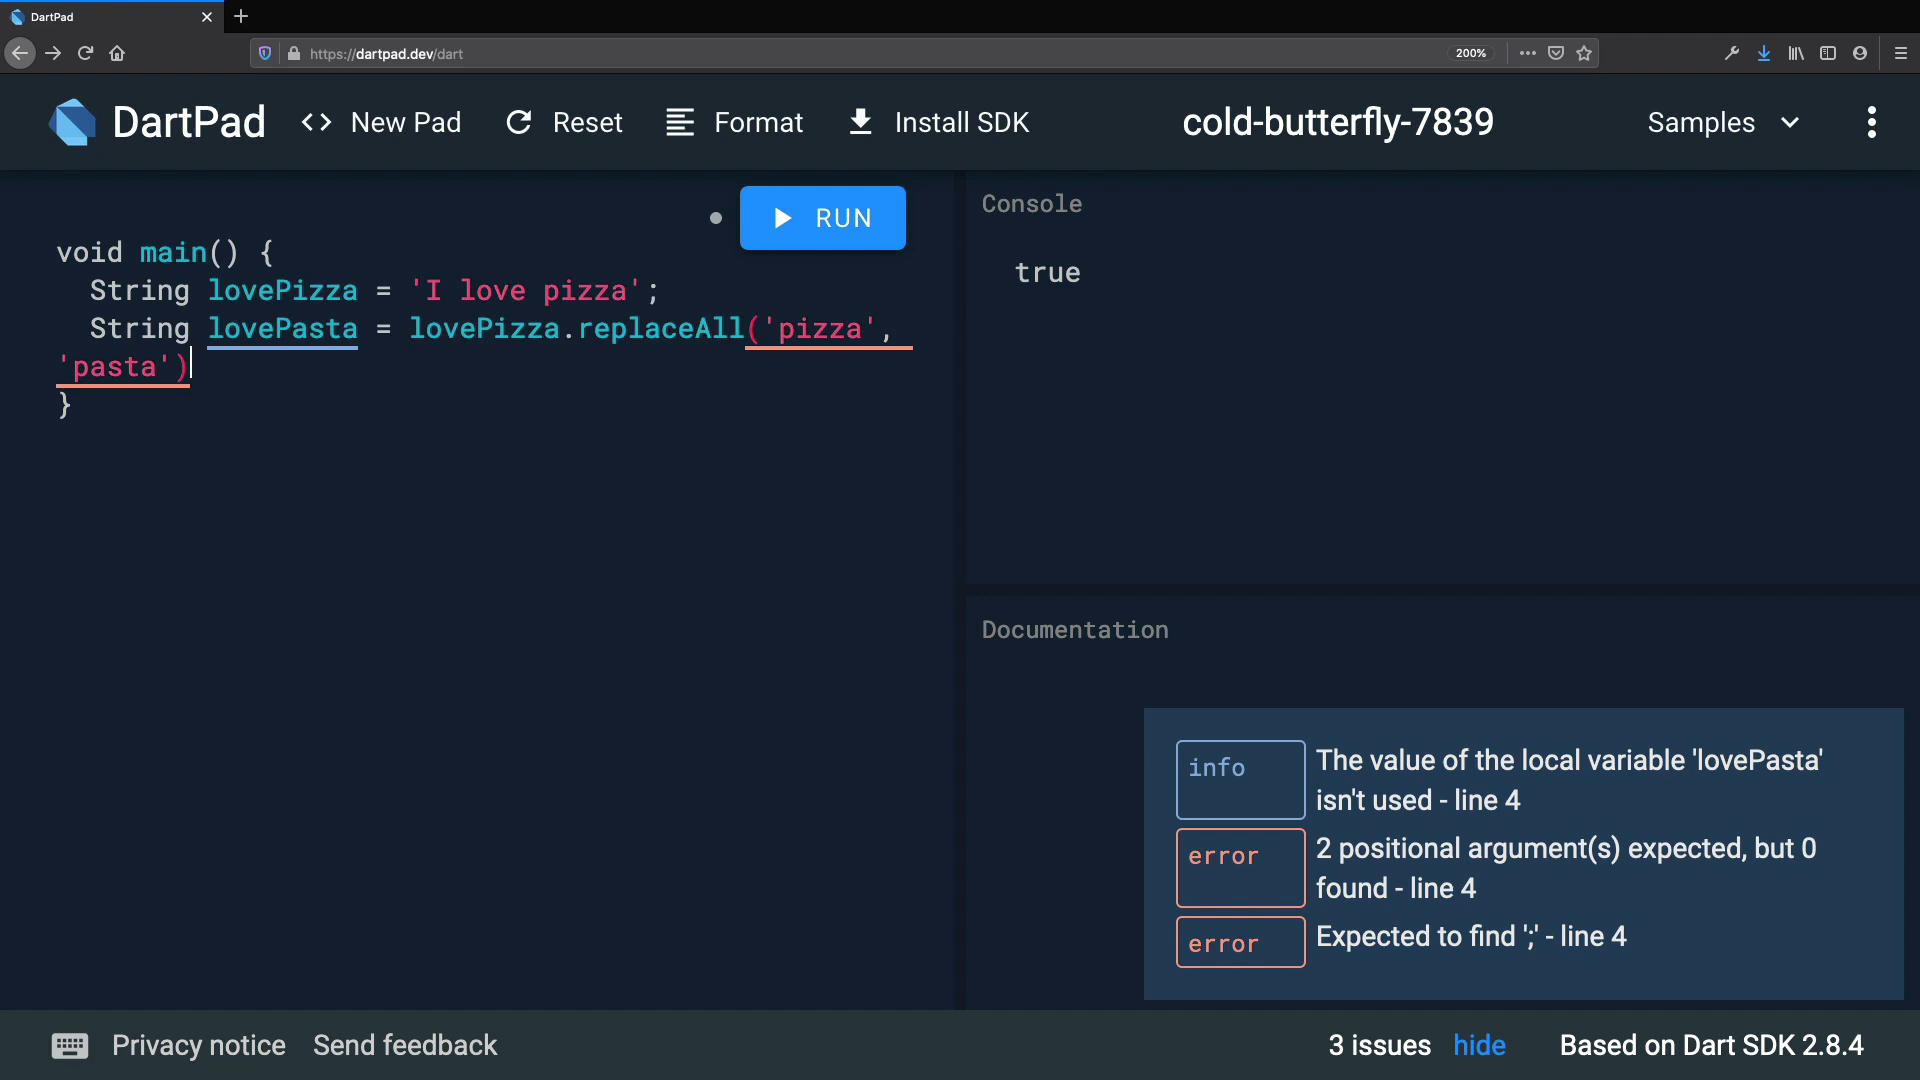 DartPad
https://dartpad.dev/dart
200%
DartPad
<> New Pad
Reset
Format
Install SDK
cold-butterfly-7839
Samples
RUN
void main() {
String lovePizza = 'I love pizza';
String lovePasta = lovePizza.replaceAll('pizza',
'pasta')
}
Console
true
Documentation
info
The value of the local variable 'lovePasta'
isn't used - line 4
error
2 positional argument(s) expected, but 0
found - line 4
error
Expected to find ';' - line 4
Privacy notice
Send feedback
3 issues
hide
Based on Dart SDK 2.8.4